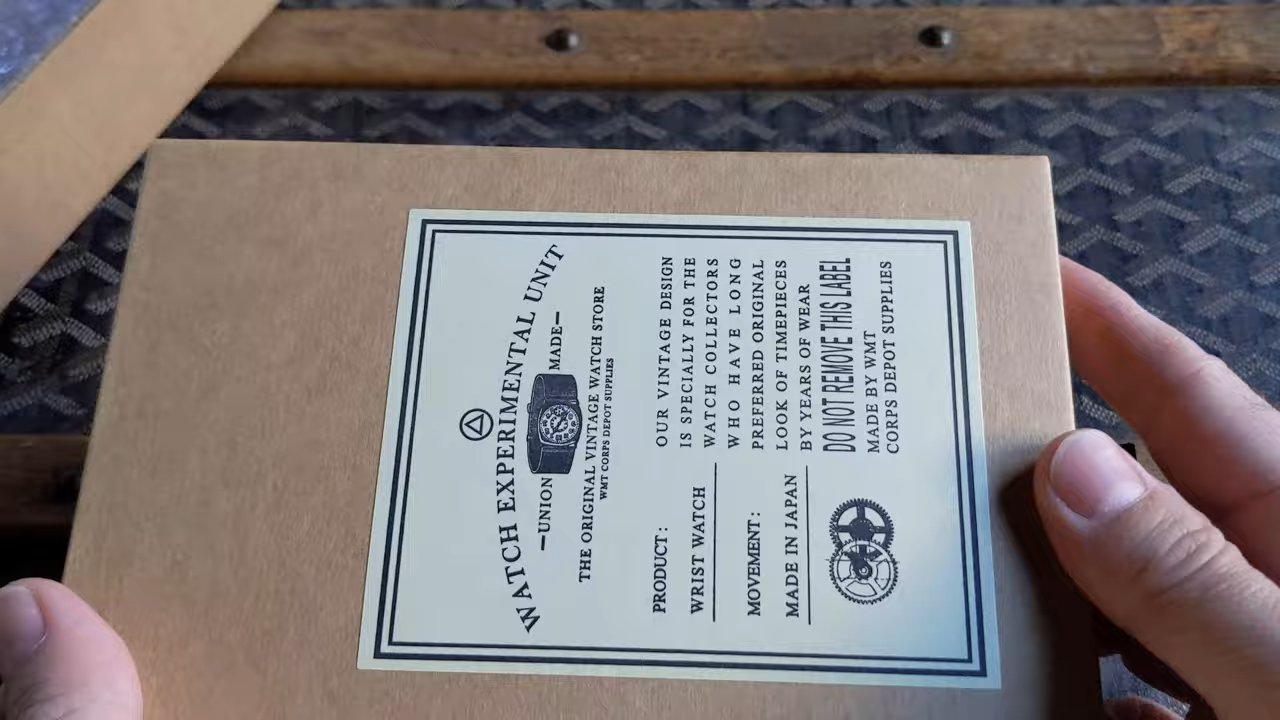 WATCH EXPERIMENTAL UNIT
—UNION MADE—
THE ORIGINAL VINTAGE WATCH STORE
WMT CORPS DEPOT SUPPLIES
PRODUCT :
WRIST WATCH
MOVEMENT :
MADE IN JAPAN
OUR VINTAGE DESIGN
IS SPECIALLY FOR THE
WATCH COLLECTORS
WHO HAVE LONG
PREFERRED ORIGINAL
LOOK OF TIMEPIECES
BY YEARS OF WEAR
DO NOT REMOVE THIS LABEL
MADE BY WMT
CORPS DEPOT SUPPLIES